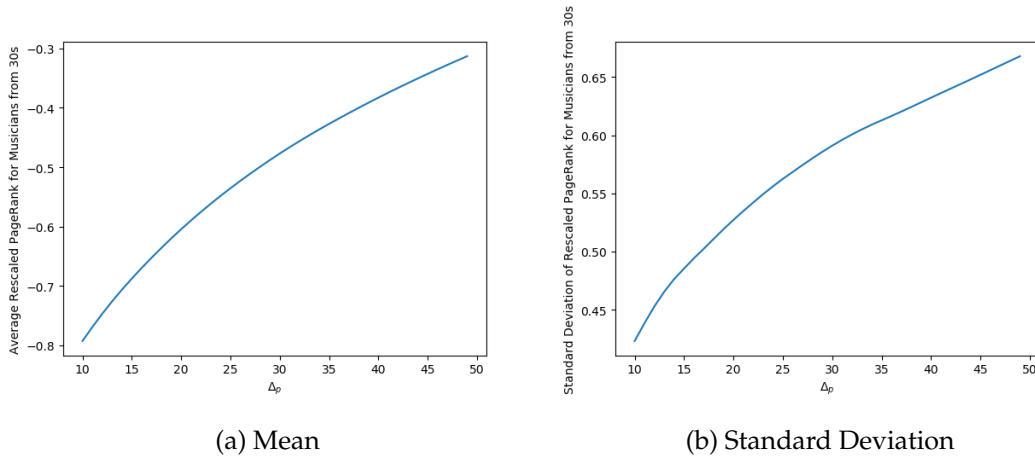 Average Rescaled PageRank for Musicians from 30s
−0.3
−0.4
−0.5
−0.6
−0.7
−0.8
10 15 20 25 30 35 40 45 50
Δp
(a) Mean
Standard Deviation of Rescaled PageRank for Musicians from 30s
0.65
0.60
0.55
0.50
0.45
10 15 20 25 30 35 40 45 50
Δp
(b) Standard Deviation